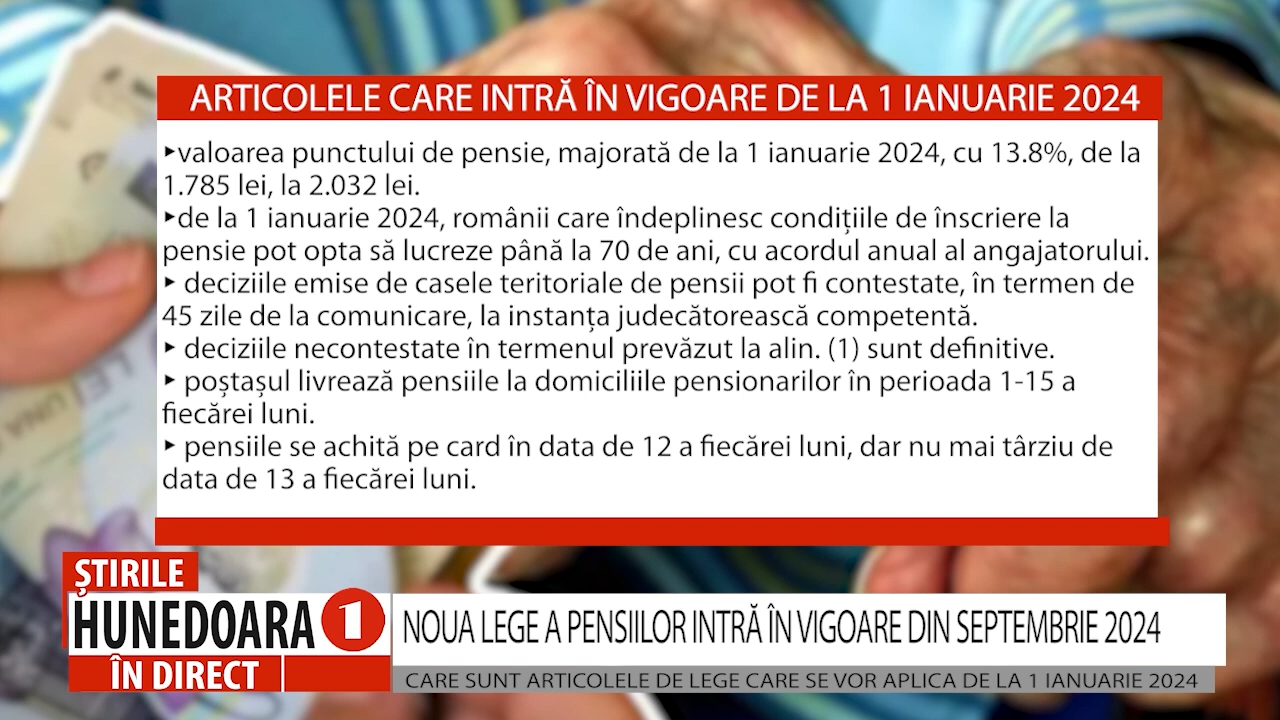 ARTICOLELE CARE INTRĂ ÎN VIGOARE DE LA 1 IANUARIE 2024
▸valoarea punctului de pensie, majorată de la 1 ianuarie 2024, cu 13.8%, de la
1.785 lei, la 2.032 lei.
▸de la 1 ianuarie 2024, românii care îndeplinesc condițiile de înscriere la
pensie pot opta să lucreze până la 70 de ani, cu acordul anual al angajatorului.
▸ deciziile emise de casele teritoriale de pensii pot fi contestate, în termen de
45 zile de la comunicare, la instanța judecătorească competentă.
▸ deciziile necontestate în termenul prevăzut la alin. (1) sunt definitive.
▸ poștașul livrează pensiile la domiciliile pensionarilor în perioada 1-15 a
fiecărei luni.
▸ pensiile se achită pe card în data de 12 a fiecărei luni, dar nu mai târziu de
data de 13 a fiecărei luni.
ȘTIRILE
HUNEDOARA 1
ÎN DIRECT
NOUA LEGE A PENSIILOR INTRĂ ÎN VIGOARE DIN SEPTEMBRIE 2024
CARE SUNT ARTICOLELE DE LEGE CARE SE VOR APLICA DE LA 1 IANUARIE 2024